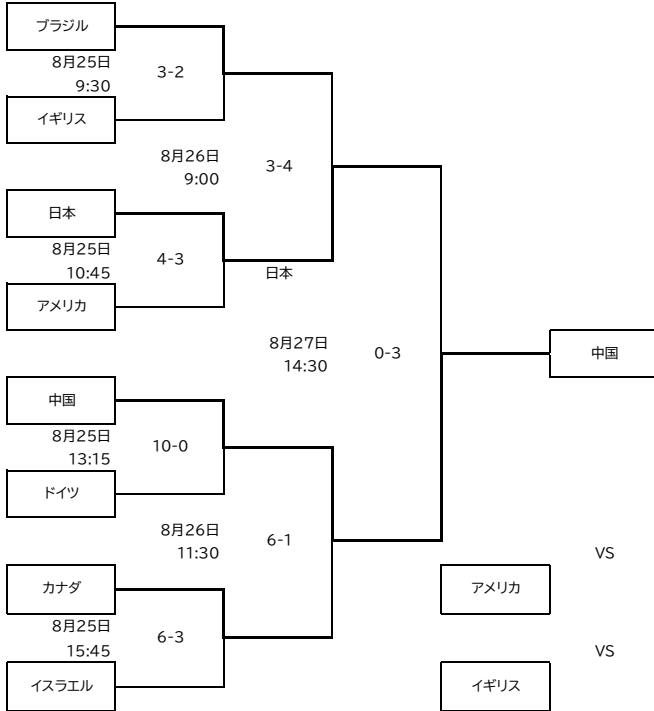 ブラジル
8月25日
9:30
3-2
イギリス
8月26日
9:00
3-4
日本
8月25日
10:45
4-3
日本
アメリカ
8月27日
14:30
0-3
中国
中国
8月25日
13:15
10-0
ドイツ
8月26日
11:30
6-1
VS
カナダ
アメリカ
8月25日
15:45
6-3
VS
イスラエル
イギリス